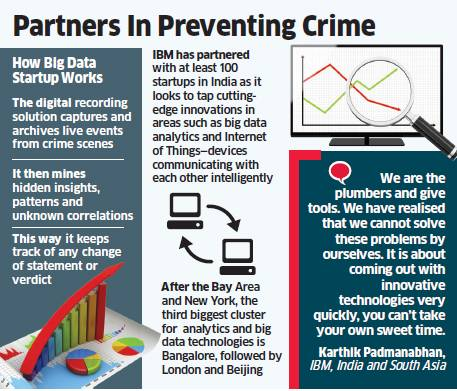 Partners In Preventing Crime
How Big Data
Startup Works
The digital recording
solution captures and
archives live events
from crime scenes
It then mines
hidden insights,
patterns and
unknown correlations
This way it keeps
track of any change
of statement or
verdict
IBM has partnered
with at least 100
startups in India as it
looks to tap cutting-
edge innovations in
areas such as big data
analytics and Internet
of Things—devices
communicating with
each other intelligently
After the Bay Area
and New York, the
third biggest cluster
for analytics and big
data technologies is
Bangalore, followed by
London and Beijing
We are the
plumbers and give
tools. We have realised
that we cannot solve
these problems by
ourselves. It is about
coming out with
innovative
technologies very
quickly, you can't take
your own sweet time.
Karthik Padmanabhan,
IBM, India and South Asia